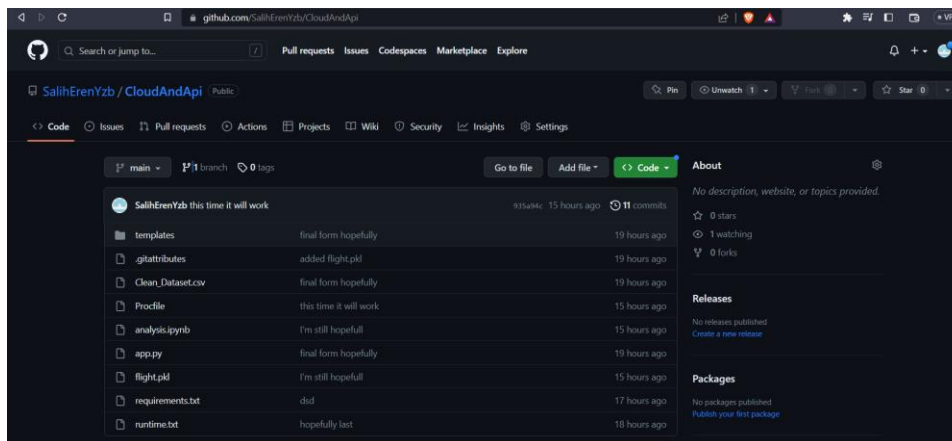 github.com/SalihErenYzb/CloudAndApi
Search or jump to... /
Pull requests Issues Codespaces Marketplace Explore
SalihErenYzb / CloudAndApi Public
Pin Unwatch 1 Fork Star 0
Code Issues Pull requests Actions Projects Wiki Security Insights Settings
main 1 branch 0 tags Go to file Add file Code
SalihErenYzb this time it will work 935a94c 15 hours ago 11 commits
templates final form hopefully 19 hours ago
.gitattributes added flight.pkl 19 hours ago
Clean_Dataset.csv final form hopefully 19 hours ago
Procfile this time it will work 15 hours ago
analysis.ipynb I'm still hopefull 15 hours ago
app.py final form hopefully 19 hours ago
flight.pkl I'm still hopefull 15 hours ago
requirements.txt dsd 17 hours ago
runtime.txt hopefully last 18 hours ago
About
No description, website, or topics provided.
0 stars
1 watching
0 forks
Releases
No releases published
Create a new release
Packages
No packages published
Publish your first package